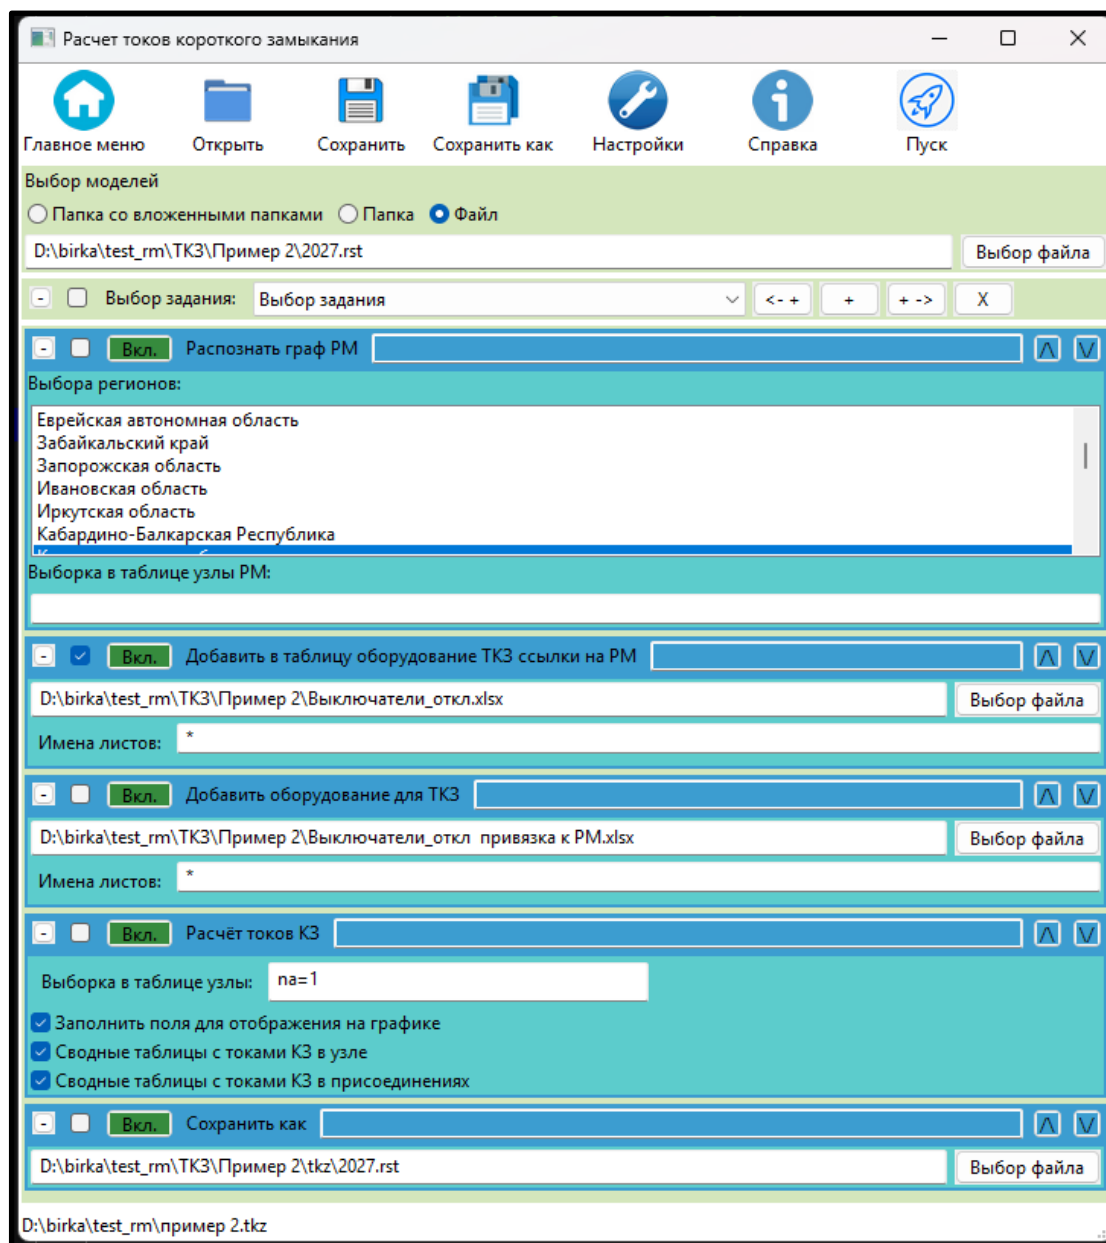 Расчет токов короткого замыкания
Главное меню Открыть Сохранить Сохранить как Настройки Справка Пуск
Выбор моделей
Папка со вложенными папками Папка Файл
D:\birka\test_rm\ТКЗ\Пример 2\2027.rst Выбор файла
- Выбор задания: Выбор задания <- + + + -> X
- Вкл. Распознать граф РМ /\ \/
Выбора регионов:
Еврейская автономная область
Забайкальский край
Запорожская область
Ивановская область
Иркутская область
Кабардино-Балкарская Республика
Выборка в таблице узлы РМ:
- Вкл. Добавить в таблицу оборудование ТКЗ ссылки на РМ /\ \/
D:\birka\test_rm\ТКЗ\Пример 2\Выключатели_откл.xlsx Выбор файла
Имена листов: *
- Вкл. Добавить оборудование для ТКЗ /\ \/
D:\birka\test_rm\ТКЗ\Пример 2\Выключатели_откл  привязка к РМ.xlsx Выбор файла
Имена листов: *
- Вкл. Расчёт токов КЗ /\ \/
Выборка в таблице узлы: na=1
Заполнить поля для отображения на графике
Сводные таблицы с токами КЗ в узле
Сводные таблицы с токами КЗ в присоединениях
- Вкл. Сохранить как /\ \/
D:\birka\test_rm\ТКЗ\Пример 2\tkz\2027.rst Выбор файла
D:\birka\test_rm\пример 2.tkz